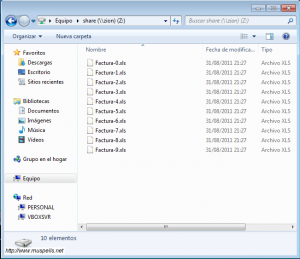 Equipo ▸ share (\\zion) (Z:)
Buscar share (\\zion) (Z:)
Organizar Nueva carpeta
Nombre Fecha de modifica... Tipo
Favoritos
Descargas
Escritorio
Sitios recientes
Bibliotecas
Documentos
Imágenes
Música
Vídeos
Grupo en el hogar
Equipo
Red
PERSONAL
VBOXSVR
Factura-0.xls 31/08/2011 21:27 Archivo XLS
Factura-1.xls 31/08/2011 21:27 Archivo XLS
Factura-2.xls 31/08/2011 21:27 Archivo XLS
Factura-3.xls 31/08/2011 21:27 Archivo XLS
Factura-4.xls 31/08/2011 21:27 Archivo XLS
Factura-5.xls 31/08/2011 21:27 Archivo XLS
Factura-6.xls 31/08/2011 21:27 Archivo XLS
Factura-7.xls 31/08/2011 21:27 Archivo XLS
Factura-8.xls 31/08/2011 21:27 Archivo XLS
Factura-9.xls 31/08/2011 21:27 Archivo XLS
10 elementos
http://www.muspells.net